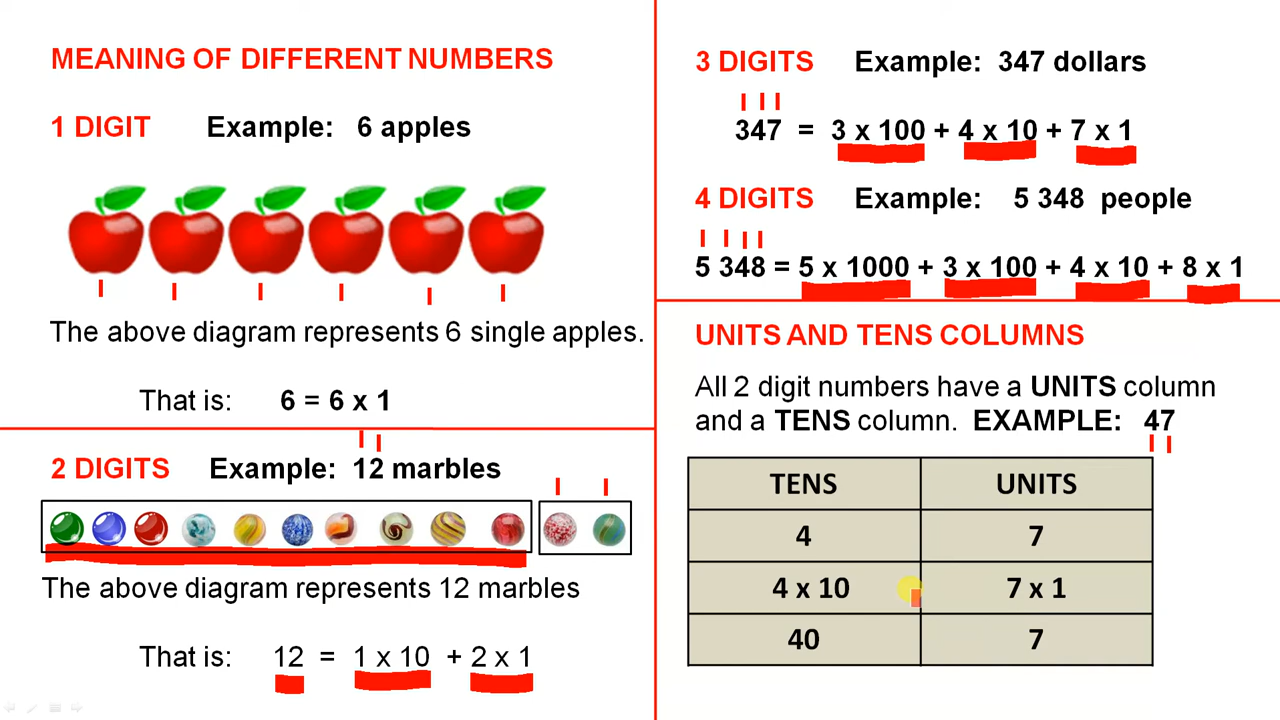 MEANING OF DIFFERENT NUMBERS
1 DIGIT Example: 6 apples
The above diagram represents 6 single apples.
That is: 6 = 6 x 1
2 DIGITS Example: 12 marbles
The above diagram represents 12 marbles
That is: 12 = 1 x 10 + 2 x 1
3 DIGITS Example: 347 dollars
347 = 3 x 100 + 4 x 10 + 7 x 1
4 DIGITS Example: 5 348 people
5 348 = 5 x 1000 + 3 x 100 + 4 x 10 + 8 x 1
UNITS AND TENS COLUMNS
All 2 digit numbers have a UNITS column
and a TENS column. EXAMPLE: 47
TENS UNITS
4 7
4 x 10 7 x 1
40 7